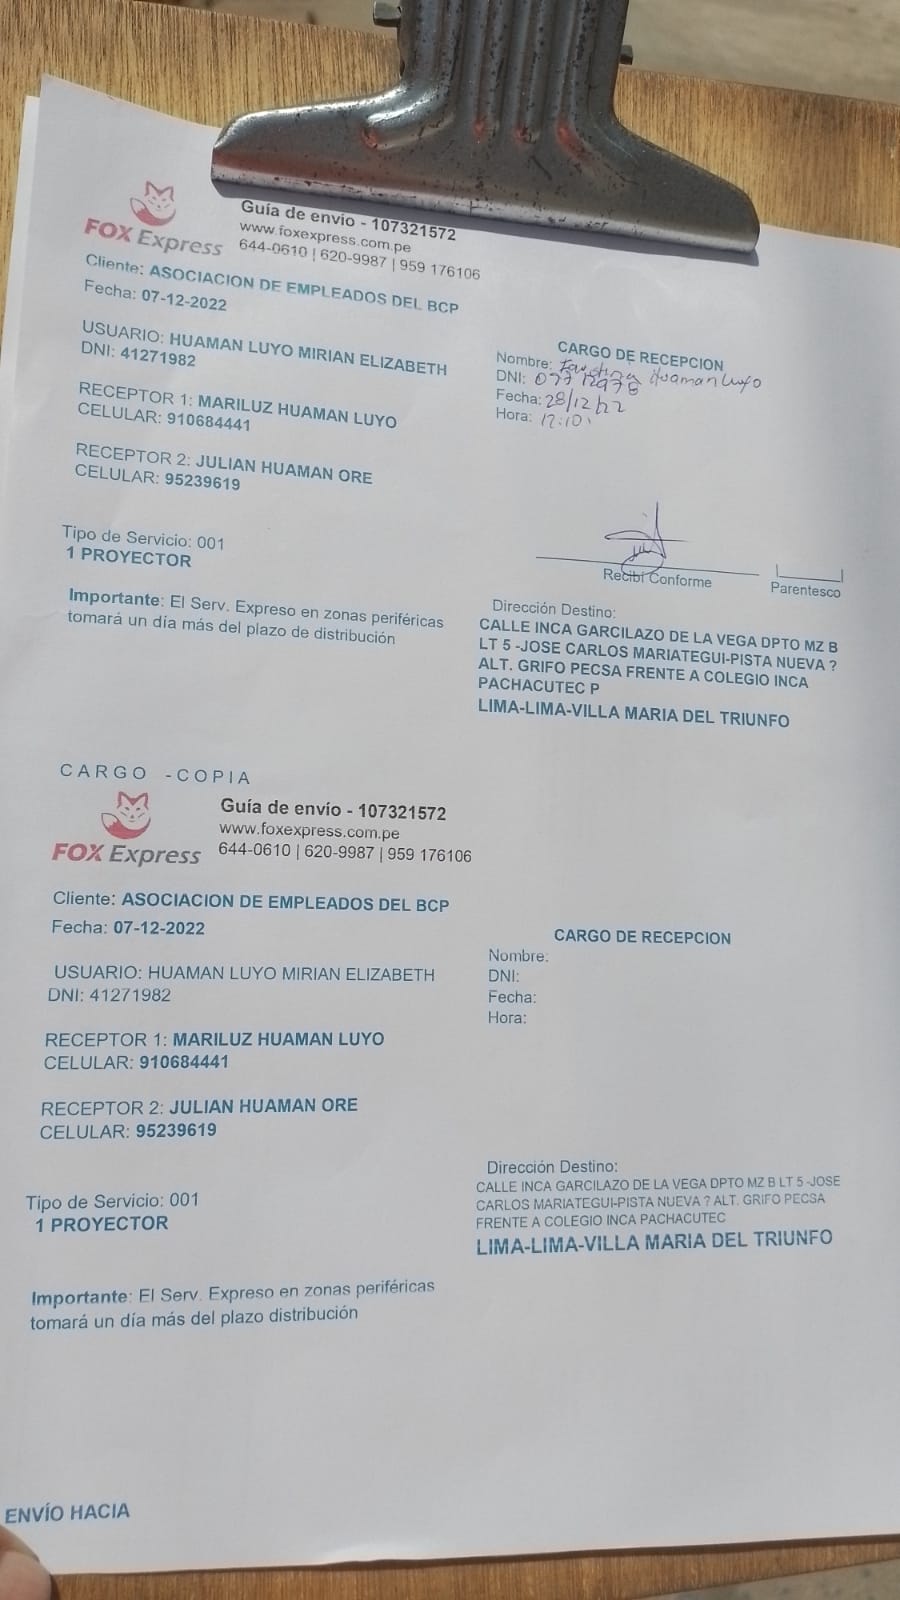 FOX Express
Guía de envío - 107321572
www.foxexpress.com.pe
644-0610 | 620-9987 | 959 176106
Cliente: ASOCIACION DE EMPLEADOS DEL BCP
Fecha: 07-12-2022
USUARIO: HUAMAN LUYO MIRIAN ELIZABETH
DNI: 41271982
RECEPTOR 1: MARILUZ HUAMAN LUYO
CELULAR: 910684441
RECEPTOR 2: JULIAN HUAMAN ORE
CELULAR: 95239619
Tipo de Servicio: 001
1 PROYECTOR
Importante: El Serv. Expreso en zonas periféricas
tomará un día más del plazo de distribución
CARGO DE RECEPCION
Nombre: Faustina Huaman Luyo
DNI:
Fecha: 28/12/22
Hora: 12:10
Recibí Conforme
Parentesco
Dirección Destino:
CALLE INCA GARCILAZO DE LA VEGA DPTO MZ B
LT 5 -JOSE CARLOS MARIATEGUI-PISTA NUEVA ?
ALT. GRIFO PECSA FRENTE A COLEGIO INCA
PACHACUTEC P
LIMA-LIMA-VILLA MARIA DEL TRIUNFO
CARGO -COPIA
FOX Express
Guía de envío - 107321572
www.foxexpress.com.pe
644-0610 | 620-9987 | 959 176106
Cliente: ASOCIACION DE EMPLEADOS DEL BCP
Fecha: 07-12-2022
USUARIO: HUAMAN LUYO MIRIAN ELIZABETH
DNI: 41271982
RECEPTOR 1: MARILUZ HUAMAN LUYO
CELULAR: 910684441
RECEPTOR 2: JULIAN HUAMAN ORE
CELULAR: 95239619
Tipo de Servicio: 001
1 PROYECTOR
Importante: El Serv. Expreso en zonas periféricas
tomará un día más del plazo distribución
CARGO DE RECEPCION
Nombre:
DNI:
Fecha:
Hora:
Dirección Destino:
CALLE INCA GARCILAZO DE LA VEGA DPTO MZ B LT 5 -JOSE
CARLOS MARIATEGUI-PISTA NUEVA ? ALT. GRIFO PECSA
FRENTE A COLEGIO INCA PACHACUTEC
LIMA-LIMA-VILLA MARIA DEL TRIUNFO
ENVÍO HACIA